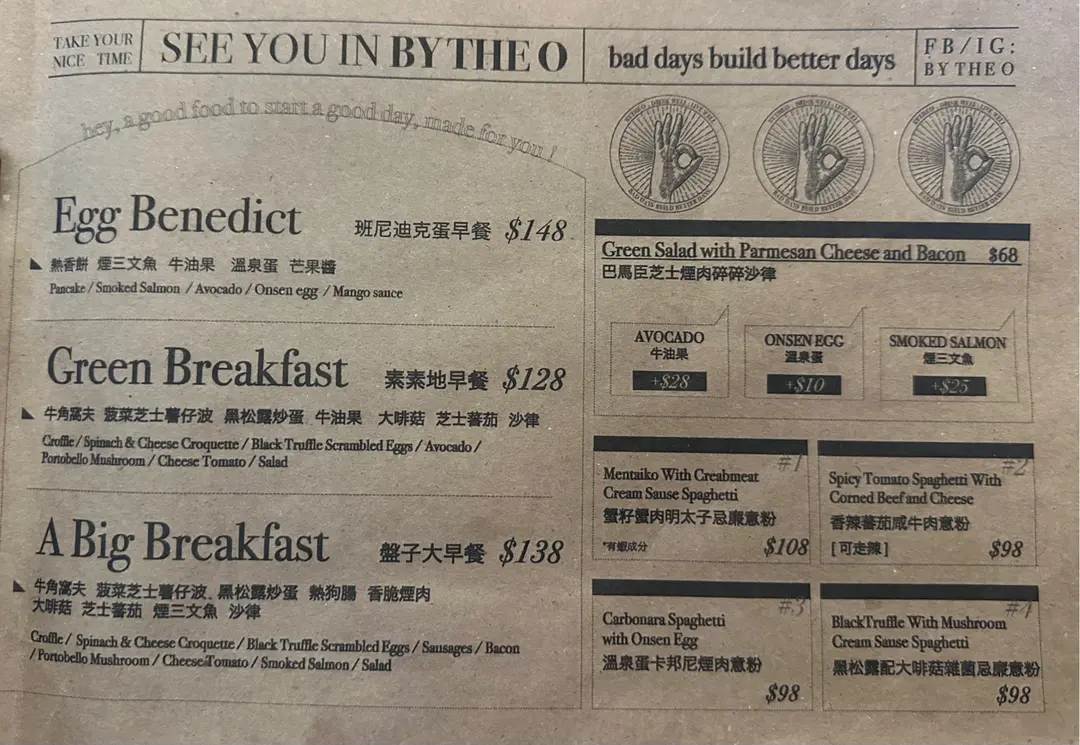 TAKE YOUR
NICE TIME
SEE YOU IN BY THE O
bad days build better days
FB/IG:
BY THE O
hey, a good food to start a good day, made for you !
Egg Benedict 班尼迪克蛋早餐 $148
熱香餅 煙三文魚 牛油果 溫泉蛋 芒果醬
Pancake / Smoked Salmon / Avocado / Onsen egg / Mango sauce
Green Breakfast 素素地早餐 $128
牛角窩夫 菠菜芝士薯仔波 黑松露炒蛋 牛油果 大啡菇 芝士蕃茄 沙律
Croffle / Spinach & Cheese Croquette / Black Truffle Scrambled Eggs / Avocado /
Portobello Mushroom / Cheese Tomato / Salad
A Big Breakfast 盤子大早餐 $138
牛角窩夫 菠菜芝士薯仔波 黑松露炒蛋 熱狗腸 香脆煙肉
大啡菇 芝士蕃茄 煙三文魚 沙律
Croffle / Spinach & Cheese Croquette / Black Truffle Scrambled Eggs / Sausages / Bacon
/ Portobello Mushroom / Cheese Tomato / Smoked Salmon / Salad
BAD DAYS BUILD BETTER DAYS
BAD DAYS BUILD BETTER DAYS
BAD DAYS BUILD BETTER DAYS
Green Salad with Parmesan Cheese and Bacon $68
巴馬臣芝士煙肉碎碎沙律
AVOCADO
牛油果
+$28
ONSEN EGG
溫泉蛋
+$10
SMOKED SALMON
煙三文魚
+$25
#1
Mentaiko With Creabmeat
Cream Sause Spaghetti
蟹籽蟹肉明太子忌廉意粉
*有蝦成分 $108
#2
Spicy Tomato Spaghetti With
Corned Beef and Cheese
香辣蕃茄咸牛肉意粉
[可走辣] $98
#3
Carbonara Spaghetti
with Onsen Egg
溫泉蛋卡邦尼煙肉意粉
$98
#4
BlackTruffle With Mushroom
Cream Sause Spaghetti
黑松露配大啡菇雜菌忌廉意粉
$98